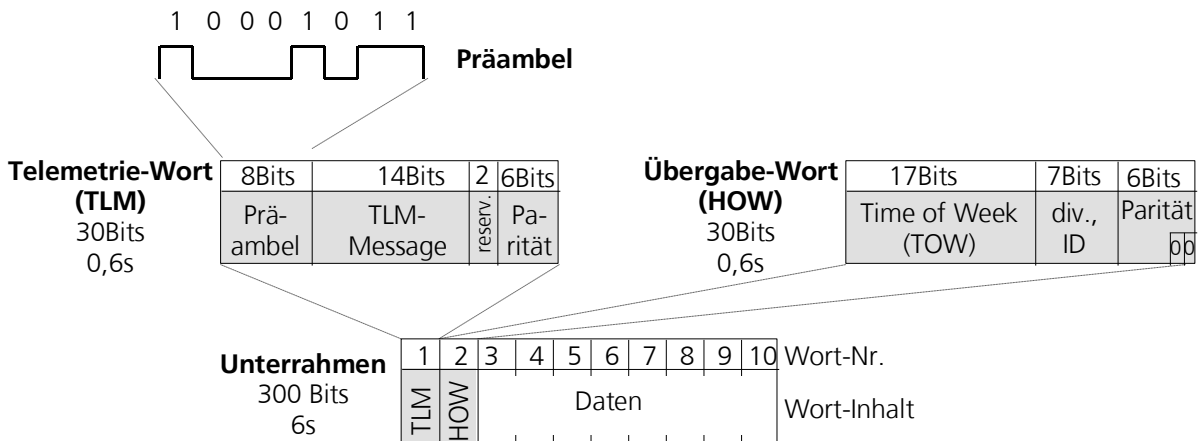 1 0 0 0 1 0 1 1
Präambel
Telemetrie-Wort
(TLM)
30Bits
0,6s
8Bits 14Bits 2 6Bits
Prä-
ambel
TLM-
Message
reserv.
Pa-
rität
Übergabe-Wort
(HOW)
30Bits
0,6s
17Bits 7Bits 6Bits
Time of Week
(TOW)
div.,
ID
Parität
0 0
Unterrahmen
300 Bits
6s
1 2 3 4 5 6 7 8 9 10 Wort-Nr.
TLM
HOW
Daten
Wort-Inhalt